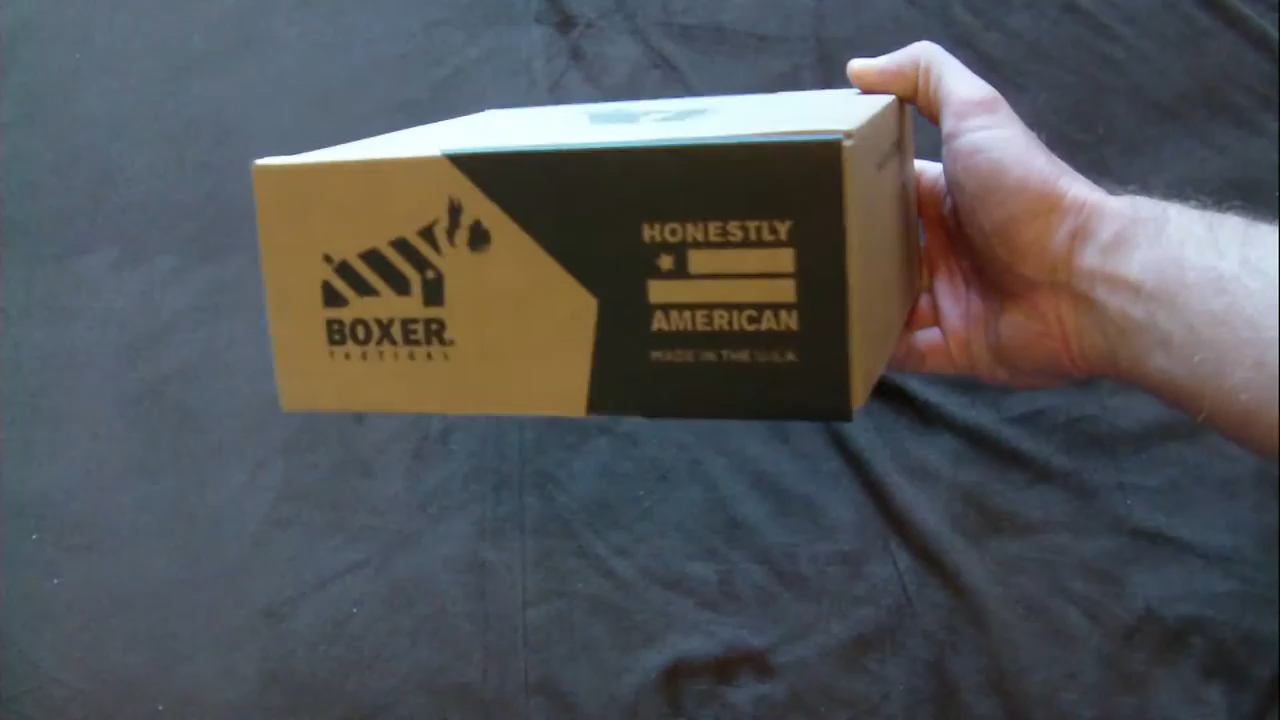 BOXER.
TACTICAL
HONESTLY
AMERICAN
MADE IN THE U.S.A.